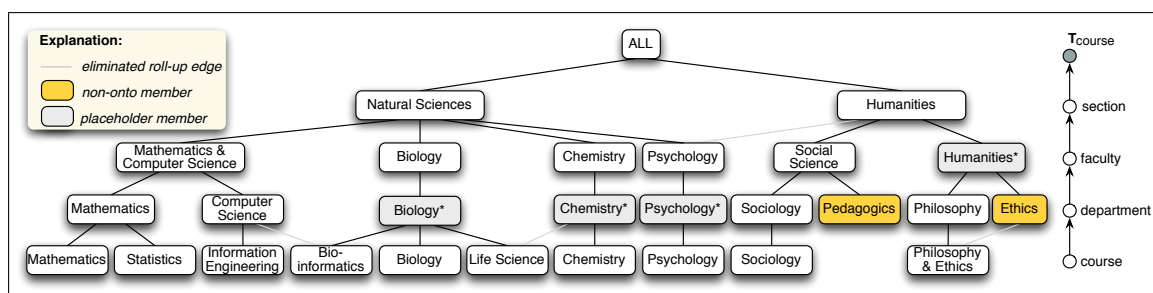 Explanation:
eliminated roll-up edge
non-onto member
placeholder member
ALL
Tcourse
Natural Sciences
Humanities
section
Mathematics &
Computer Science
Biology
Chemistry
Psychology
Social
Science
Humanities*
faculty
Mathematics
Computer
Science
Biology*
Chemistry*
Psychology*
Sociology
Pedagogics
Philosophy
Ethics
department
Mathematics
Statistics
Information
Engineering
Bio-
informatics
Biology
Life Science
Chemistry
Psychology
Sociology
Philosophy
& Ethics
course